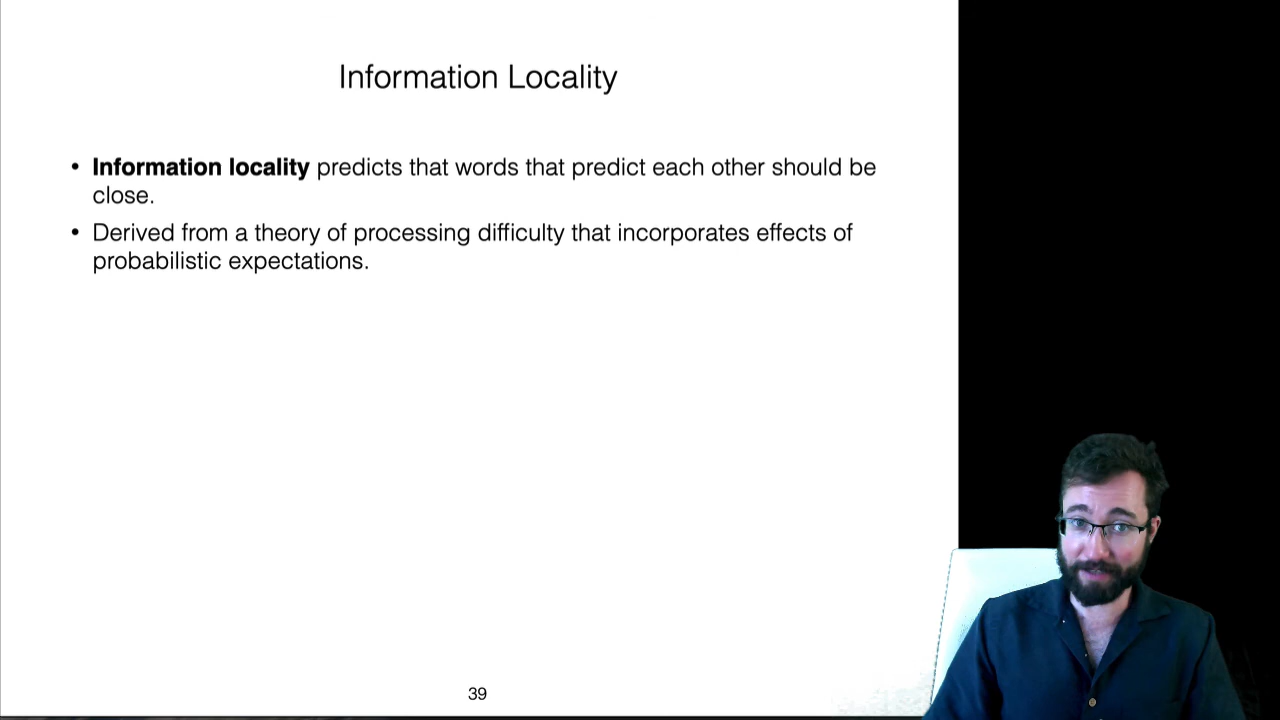 Information Locality
• Information locality predicts that words that predict each other should be
close.
• Derived from a theory of processing difficulty that incorporates effects of
probabilistic expectations.
39